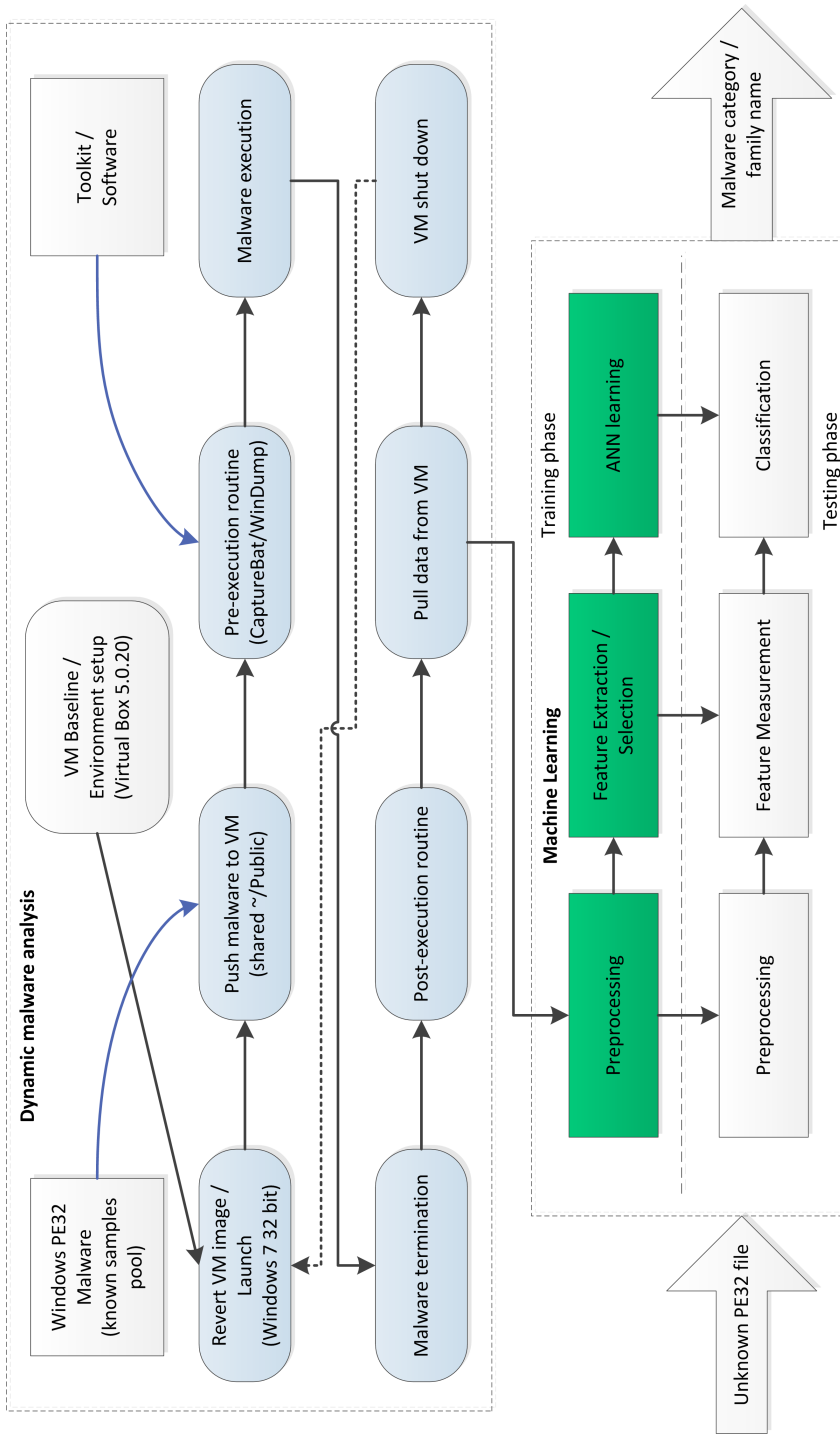 Dynamic malware analysis
Windows PE32
Malware
(known samples
pool)
VM Baseline /
Environment setup
(Virtual Box 5.0.20)
Toolkit /
Software
Revert VM image /
Launch
(Windows 7 32 bit)
Push malware to VM
(shared ~/Public)
Pre-execution routine
(CaptureBat/WinDump)
Malware execution
Malware termination
Post-execution routine
Pull data from VM
VM shut down
Machine Learning
Training phase
Preprocessing
Feature Extraction /
Selection
ANN learning
Preprocessing
Feature Measurement
Classification
Testing phase
Unknown PE32 file
Malware category /
family name